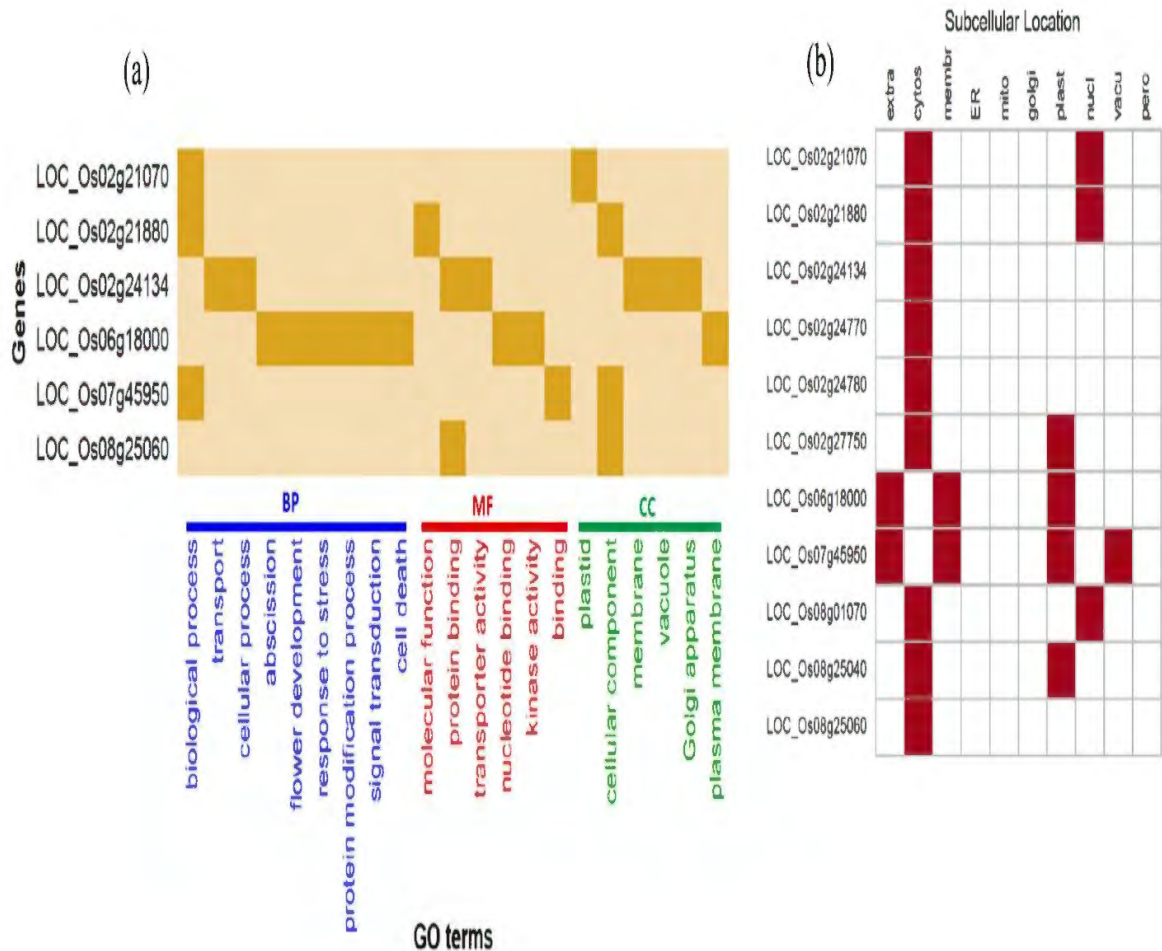 (a)
Genes
LOC_Os02g21070
LOC_Os02g21880
LOC_Os02g24134
LOC_Os06g18000
LOC_Os07g45950
LOC_Os08g25060
BP
MF
CC
biological process
transport
cellular process
abscission
flower development
response to stress
protein modification process
signal transduction
cell death
molecular function
protein binding
transporter activity
nucleotide binding
kinase activity
binding
plastid
cellular component
membrane
vacuole
Golgi apparatus
plasma membrane
GO terms
(b)
Subcellular Location
extra
cytos
membr
ER
mito
golgi
plast
nucl
vacu
pero
LOC_Os02g21070
LOC_Os02g21880
LOC_Os02g24134
LOC_Os02g24770
LOC_Os02g24780
LOC_Os02g27750
LOC_Os06g18000
LOC_Os07g45950
LOC_Os08g01070
LOC_Os08g25040
LOC_Os08g25060